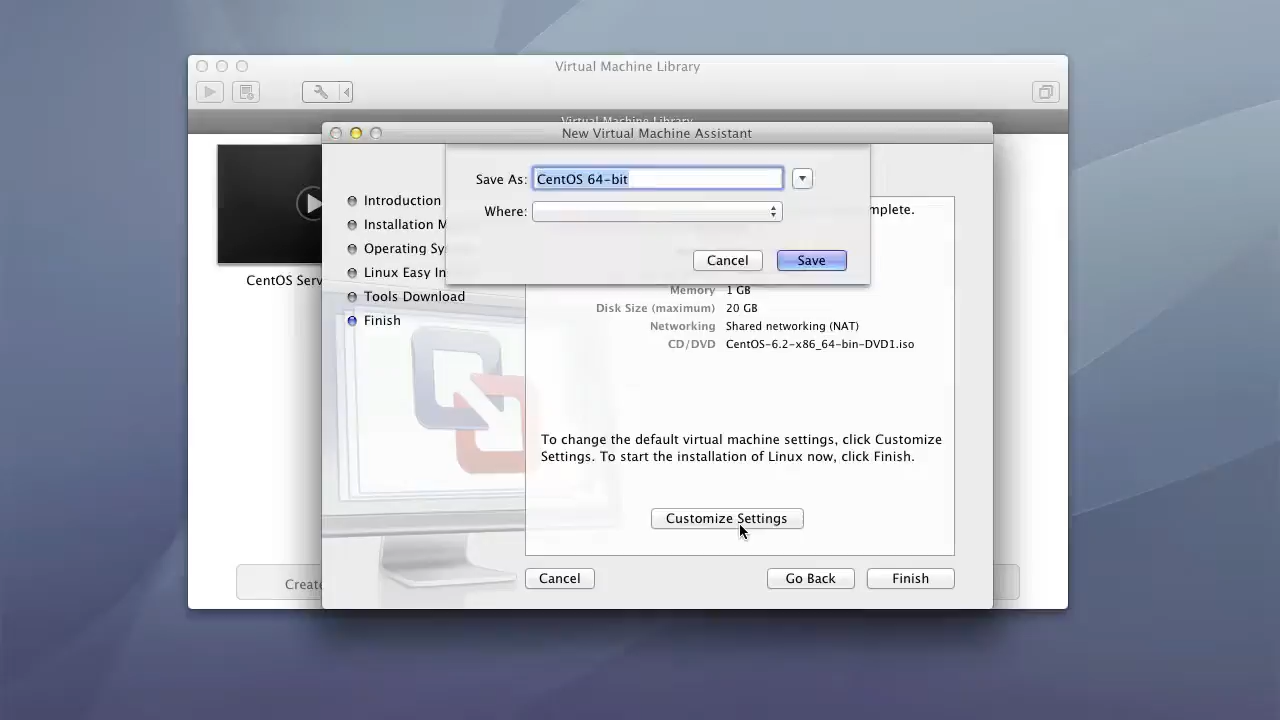 Virtual Machine Library
Virtual Machine Library
New Virtual Machine Assistant
Save As: CentOS 64-bit
Where:
Cancel
Save
Introduction
Installation M
Operating Sy
Linux Easy In
Tools Download
Finish
mplete.
CentOS Serv
Memory 1 GB
Disk Size (maximum) 20 GB
Networking Shared networking (NAT)
CD/DVD CentOS-6.2-x86_64-bin-DVD1.iso
To change the default virtual machine settings, click Customize
Settings. To start the installation of Linux now, click Finish.
Customize Settings
Create
Cancel
Go Back
Finish